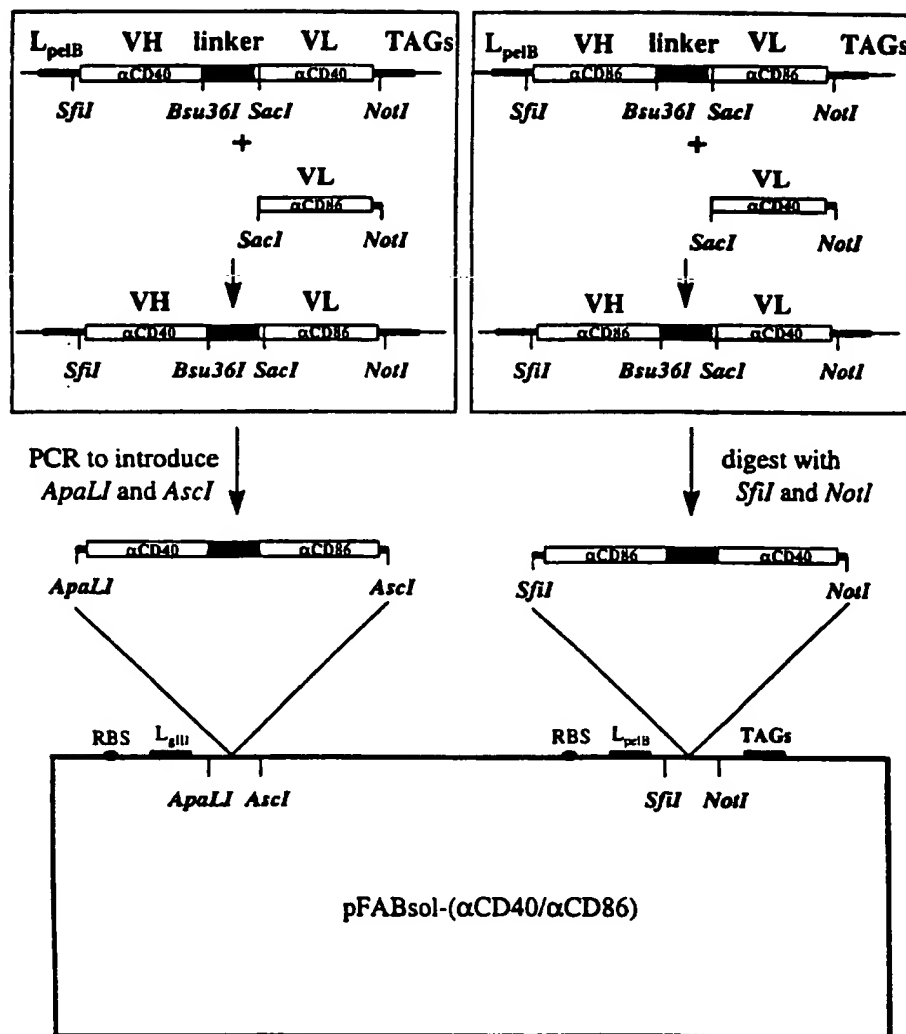 LpelB VH linker VL TAGs
αCD40 αCD40
SfiI Bsu36I SacI NotI
+
VL
αCD86
SacI NotI
VH VL
αCD40 αCD86
SfiI Bsu36I SacI NotI
LpelB VH linker VL TAGs
αCD86 αCD86
SfiI Bsu36I SacI NotI
+
VL
αCD40
SacI NotI
VH VL
αCD86 αCD40
SfiI Bsu36I SacI NotI
PCR to introduce
ApaLI and AscI
digest with
SfiI and NotI
αCD40 αCD86
ApaLI AscI
αCD86 αCD40
SfiI NotI
RBS LgIII RBS LpelB TAGs
ApaLI AscI SfiI NotI
pFABsol-(αCD40/αCD86)